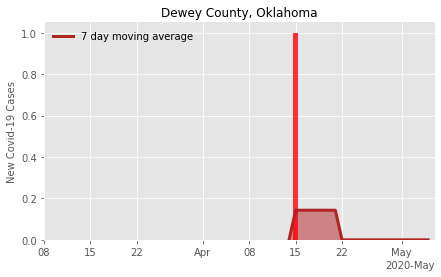 Dewey County, Oklahoma
7 day moving average
New Covid-19 Cases
1.0
0.8
0.6
0.4
0.2
0.0
08 15 22 Apr 08 15 22 May
2020-May